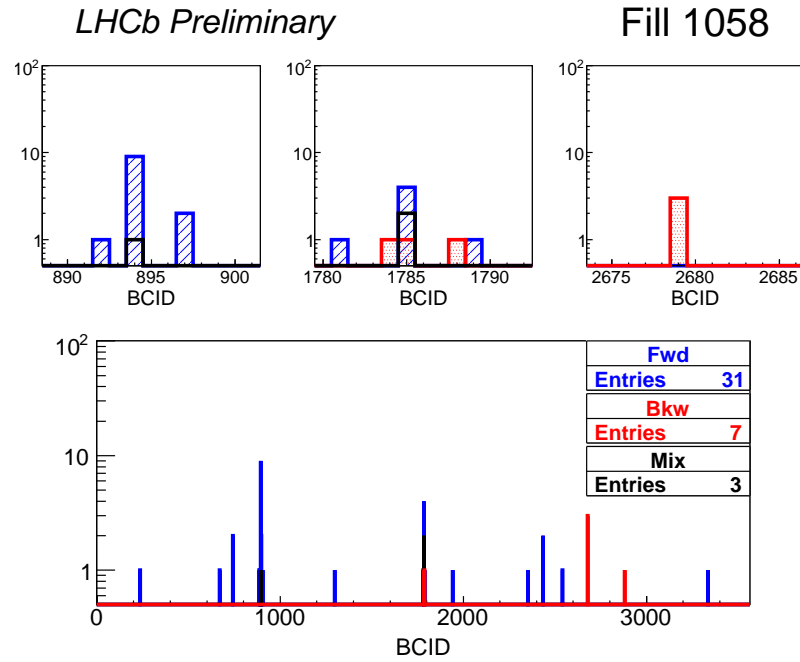 LHCb Preliminary Fill 1058
10² 10² 10²
10 10 10
1 1 1
890 895 900 1780 1785 1790 2675 2680 2685
BCID BCID BCID
10²
10
1
Fwd
Entries 31
Bkw
Entries 7
Mix
Entries 3
0 1000 2000 3000
BCID